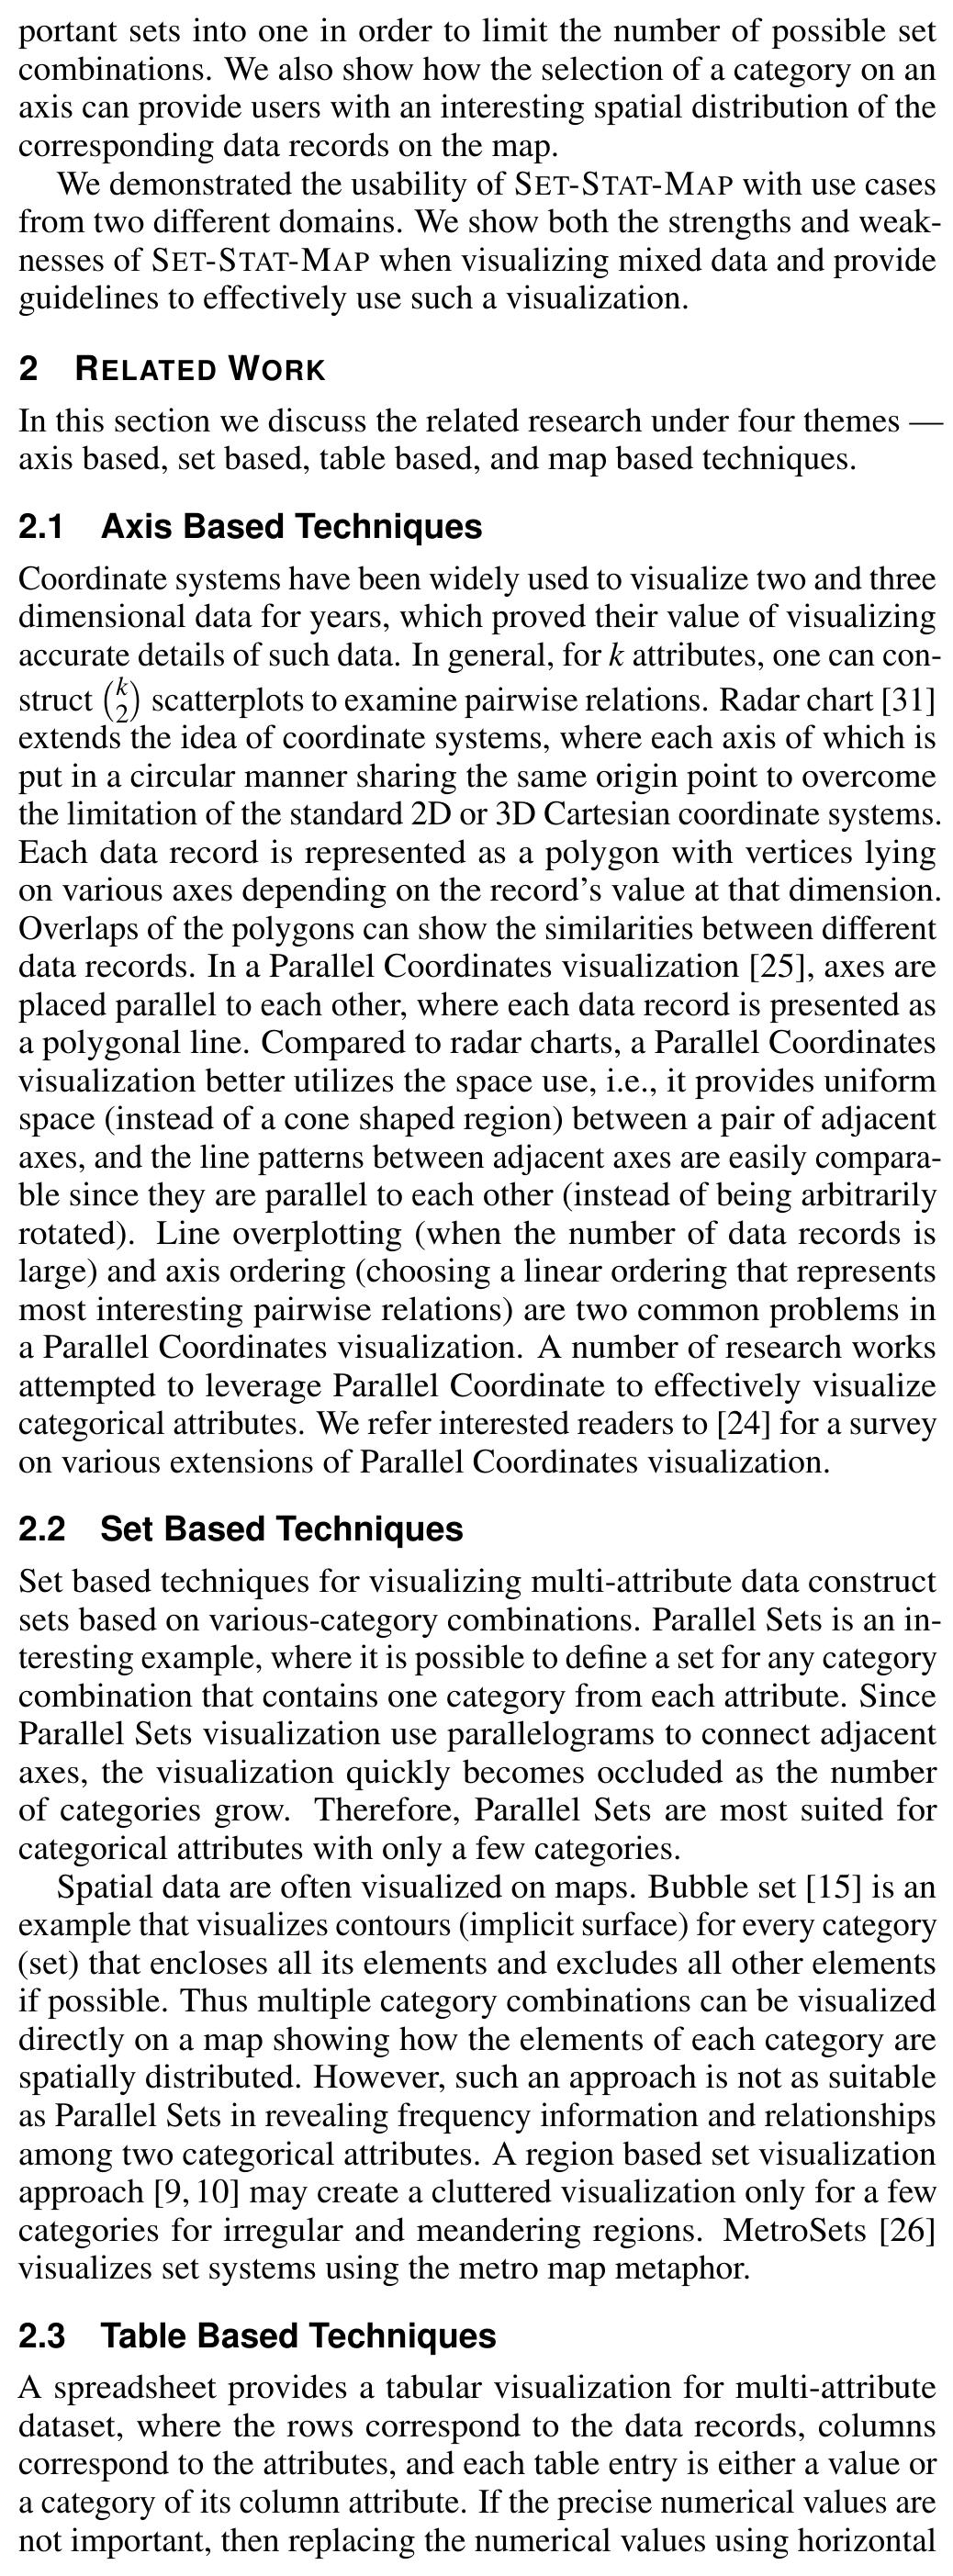 portant sets into one in order to limit the number of possible set
combinations. We also show how the selection of a category on an
axis can provide users with an interesting spatial distribution of the
corresponding data records on the map.
We demonstrated the usability of SET-STAT-MAP with use cases
from two different domains. We show both the strengths and weak-
nesses of SET-STAT-MAP when visualizing mixed data and provide
guidelines to effectively use such a visualization.
2 RELATED WORK
In this section we discuss the related research under four themes —
axis based, set based, table based, and map based techniques.
2.1 Axis Based Techniques
Coordinate systems have been widely used to visualize two and three
dimensional data for years, which proved their value of visualizing
accurate details of such data. In general, for k attributes, one can con-
struct (k 2) scatterplots to examine pairwise relations. Radar chart [31]
extends the idea of coordinate systems, where each axis of which is
put in a circular manner sharing the same origin point to overcome
the limitation of the standard 2D or 3D Cartesian coordinate systems.
Each data record is represented as a polygon with vertices lying
on various axes depending on the record's value at that dimension.
Overlaps of the polygons can show the similarities between different
data records. In a Parallel Coordinates visualization [25], axes are
placed parallel to each other, where each data record is presented as
a polygonal line. Compared to radar charts, a Parallel Coordinates
visualization better utilizes the space use, i.e., it provides uniform
space (instead of a cone shaped region) between a pair of adjacent
axes, and the line patterns between adjacent axes are easily compara-
ble since they are parallel to each other (instead of being arbitrarily
rotated). Line overplotting (when the number of data records is
large) and axis ordering (choosing a linear ordering that represents
most interesting pairwise relations) are two common problems in
a Parallel Coordinates visualization. A number of research works
attempted to leverage Parallel Coordinate to effectively visualize
categorical attributes. We refer interested readers to [24] for a survey
on various extensions of Parallel Coordinates visualization.
2.2 Set Based Techniques
Set based techniques for visualizing multi-attribute data construct
sets based on various-category combinations. Parallel Sets is an in-
teresting example, where it is possible to define a set for any category
combination that contains one category from each attribute. Since
Parallel Sets visualization use parallelograms to connect adjacent
axes, the visualization quickly becomes occluded as the number
of categories grow. Therefore, Parallel Sets are most suited for
categorical attributes with only a few categories.
Spatial data are often visualized on maps. Bubble set [15] is an
example that visualizes contours (implicit surface) for every category
(set) that encloses all its elements and excludes all other elements
if possible. Thus multiple category combinations can be visualized
directly on a map showing how the elements of each category are
spatially distributed. However, such an approach is not as suitable
as Parallel Sets in revealing frequency information and relationships
among two categorical attributes. A region based set visualization
approach [9, 10] may create a cluttered visualization only for a few
categories for irregular and meandering regions. MetroSets [26]
visualizes set systems using the metro map metaphor.
2.3 Table Based Techniques
A spreadsheet provides a tabular visualization for multi-attribute
dataset, where the rows correspond to the data records, columns
correspond to the attributes, and each table entry is either a value or
a category of its column attribute. If the precise numerical values are
not important, then replacing the numerical values using horizontal